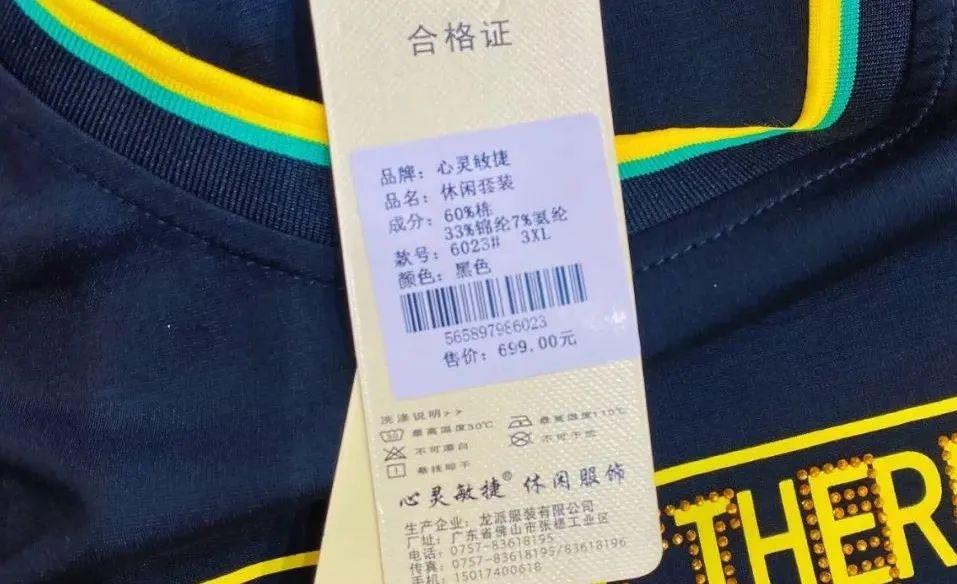 合格证
品牌: 心灵敏捷
品名: 休闲套装
成分: 60%棉
33%锦纶7%氨纶
款号: 6023# 3XL
颜色: 黑色
565897986023
售价: 699.00元
洗涤说明>>
最高温度30℃
最高温度110℃
不可漂白
不可干洗
悬挂晾干
心灵敏捷® 休闲服饰
生产企业: 龙派服装有限公司
厂址: 广东省佛山市张槎工业区
电话: 0757-83618195
传真: 0757-83618195/83618196
手机: 15017400618
THER